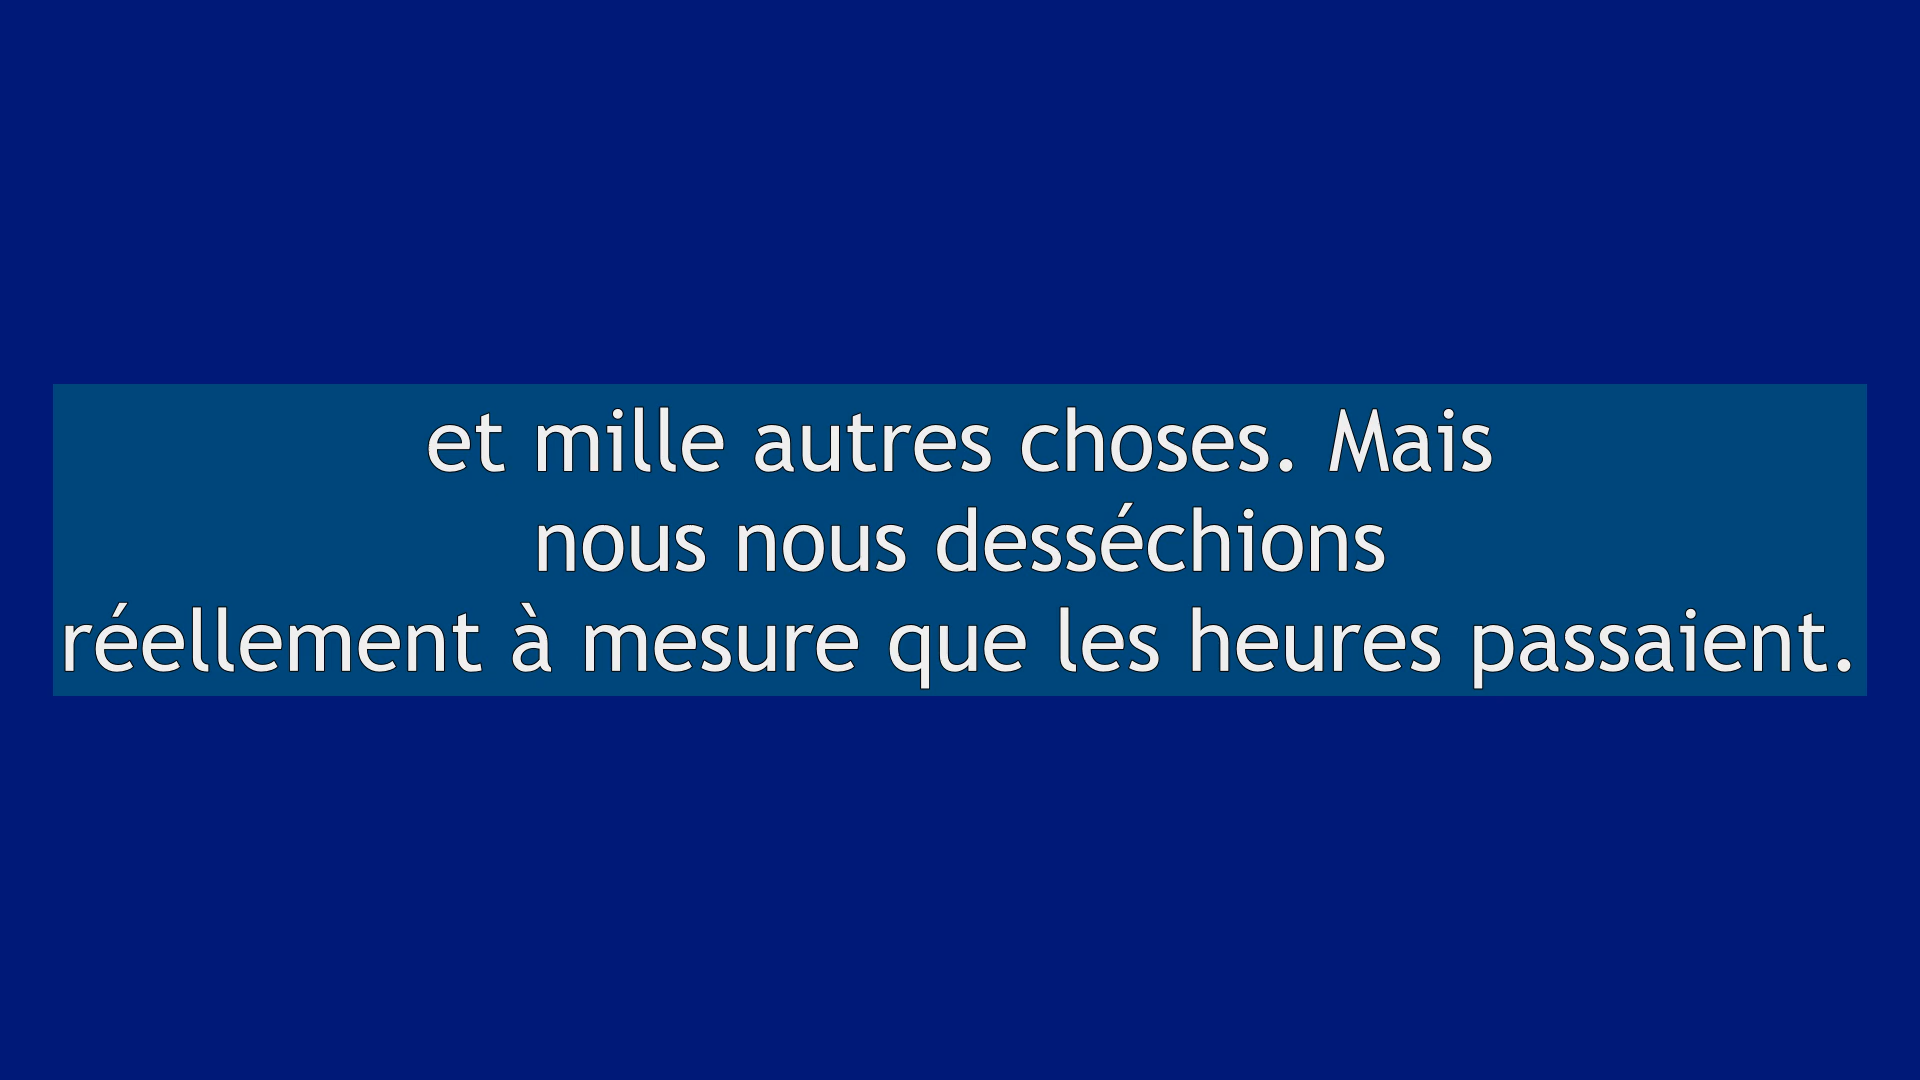 et mille autres choses. Mais
nous nous desséchions
réellement à mesure que les heures passaient.